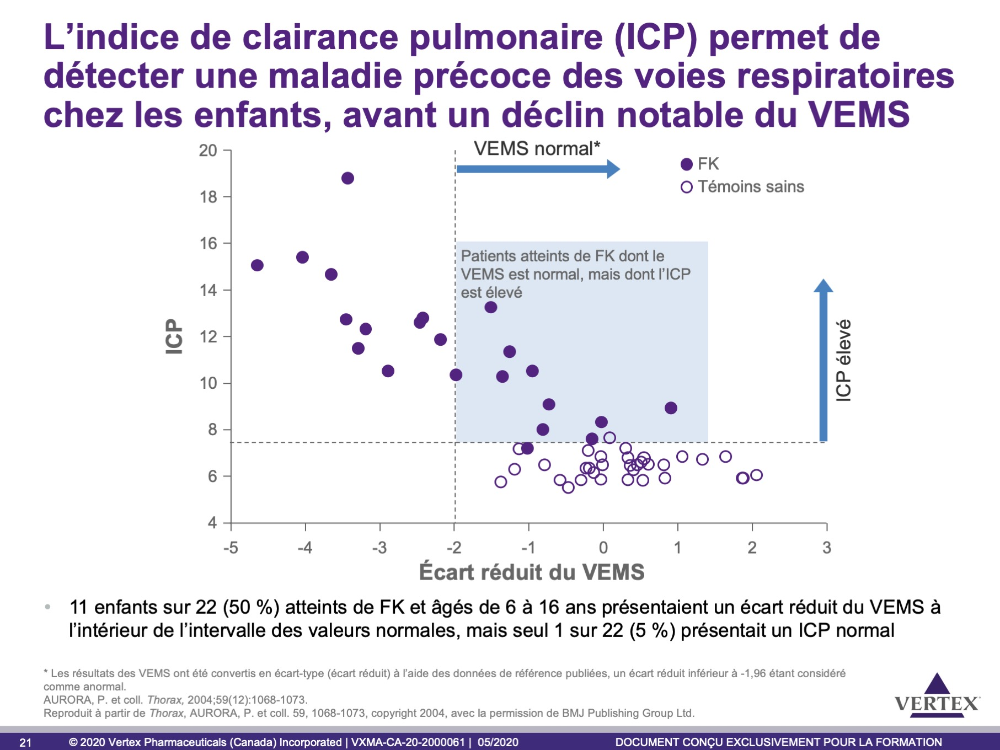 L’indice de clairance pulmonaire (ICP) permet de
détecter une maladie précoce des voies respiratoires
chez les enfants, avant un déclin notable du VEMS
VEMS normal*
FK
Témoins sains
20
18
16
14
12
10
8
6
4
ICP
Patients atteints de FK dont le
VEMS est normal, mais dont l’ICP
est élevé
ICP élevé
-5 -4 -3 -2 -1 0 1 2 3
Écart réduit du VEMS
• 11 enfants sur 22 (50 %) atteints de FK et âgés de 6 à 16 ans présentaient un écart réduit du VEMS à
l’intérieur de l’intervalle des valeurs normales, mais seul 1 sur 22 (5 %) présentait un ICP normal
* Les résultats des VEMS ont été convertis en écart-type (écart réduit) à l’aide des données de référence publiées, un écart réduit inférieur à -1,96 étant considéré
comme anormal.
AURORA, P. et coll. Thorax, 2004;59(12):1068-1073.
Reproduit à partir de Thorax, AURORA, P. et coll. 59, 1068-1073, copyright 2004, avec la permission de BMJ Publishing Group Ltd.
VERTEX
21 © 2020 Vertex Pharmaceuticals (Canada) Incorporated | VXMA-CA-20-2000061 | 05/2020 DOCUMENT CONÇU EXCLUSIVEMENT POUR LA FORMATION